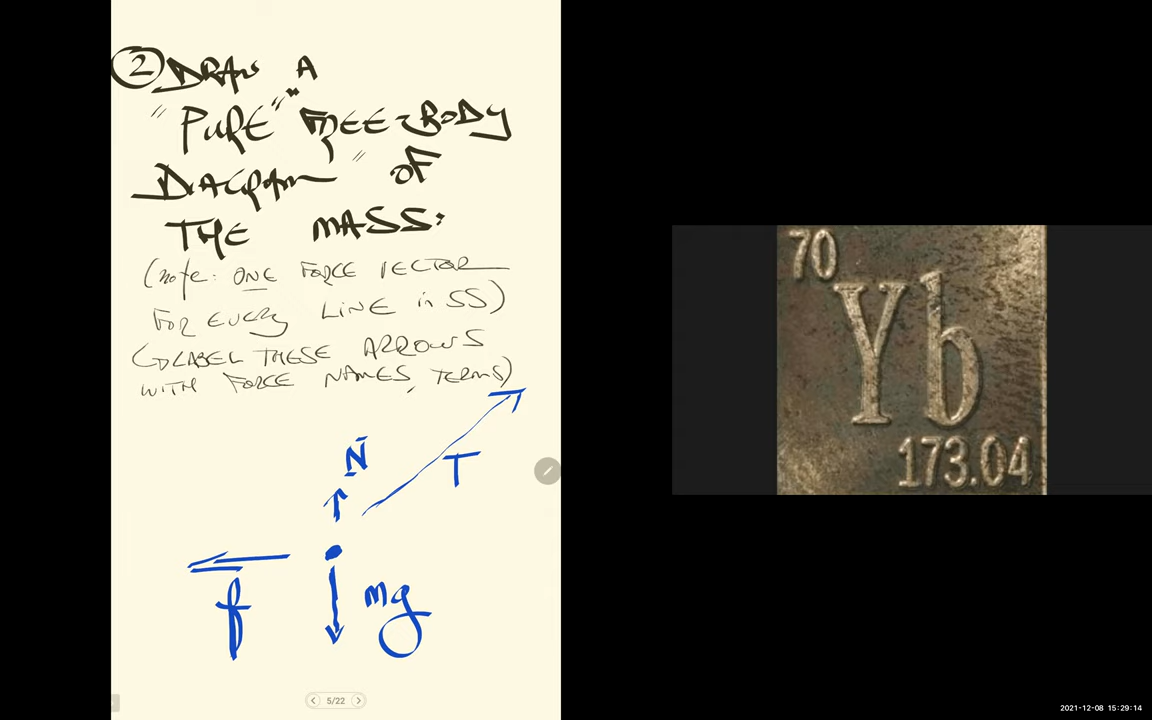 ② DRAW A
"PURE" FREE-BODY
DIAGRAM" OF
THE MASS:
(note: ONE FORCE VECTOR
FOR EVERY LINE in SS)
(→LABEL THESE ARROWS
WITH FORCE NAMES, TERMS)
N
T
f
mg
5/22
70
Yb
173.04
2021-12-08 15:29:14